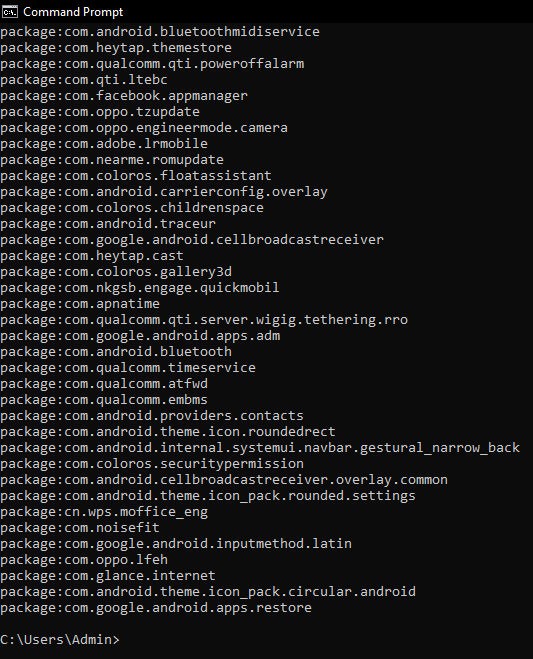 Command Prompt
package:com.android.bluetoothmidiservice
package:com.heytap.themestore
package:com.qualcomm.qti.poweroffalarm
package:com.qti.ltebc
package:com.facebook.appmanager
package:com.oppo.tzupdate
package:com.oppo.engineermode.camera
package:com.adobe.lrmobile
package:com.nearme.romupdate
package:com.coloros.floatassistant
package:com.android.carrierconfig.overlay
package:com.coloros.childrenspace
package:com.android.traceur
package:com.google.android.cellbroadcastreceiver
package:com.heytap.cast
package:com.coloros.gallery3d
package:com.nkgsb.engage.quickmobil
package:com.apnatime
package:com.qualcomm.qti.server.wigig.tethering.rro
package:com.google.android.apps.adm
package:com.android.bluetooth
package:com.qualcomm.timeservice
package:com.qualcomm.atfwd
package:com.qualcomm.embms
package:com.android.providers.contacts
package:com.android.theme.icon.roundedrect
package:com.android.internal.systemui.navbar.gestural_narrow_back
package:com.coloros.securitypermission
package:com.android.cellbroadcastreceiver.overlay.common
package:com.android.theme.icon_pack.rounded.settings
package:cn.wps.moffice_eng
package:com.noisefit
package:com.google.android.inputmethod.latin
package:com.oppo.lfeh
package:com.glance.internet
package:com.android.theme.icon_pack.circular.android
package:com.google.android.apps.restore
C:\Users\Admin>